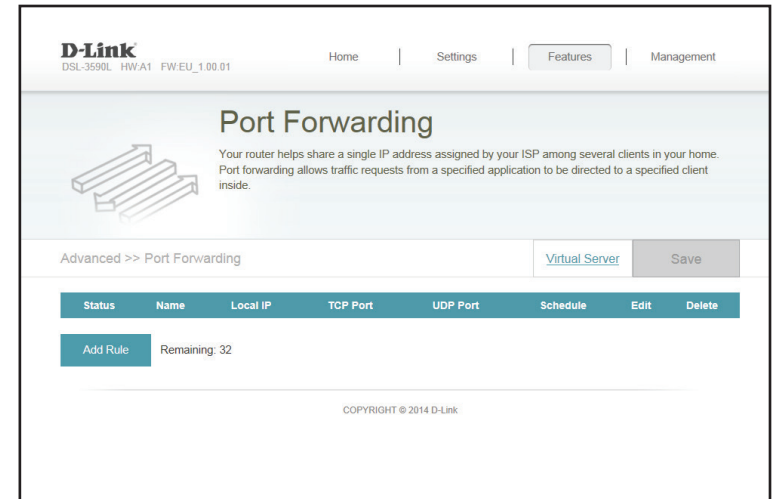 D-Link
DSL-3590L HW:A1 FW:EU_1.00.01
Home | Settings | Features | Management
Port Forwarding
Your router helps share a single IP address assigned by your ISP among several clients in your home.
Port forwarding allows traffic requests from a specified application to be directed to a specified client
inside.
Advanced >> Port Forwarding
Virtual Server
Save
Status Name Local IP TCP Port UDP Port Schedule Edit Delete
Add Rule Remaining: 32
COPYRIGHT © 2014 D-Link